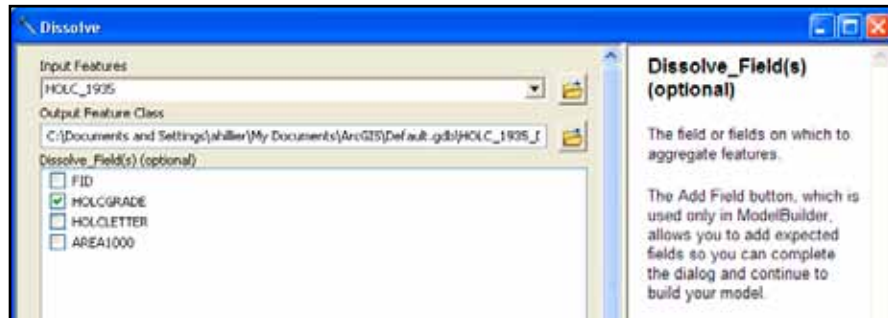 Dissolve
Input Features
HOLC_1935
Output Feature Class
C:\Documents and Settings\ahillier\My Documents\ArcGIS\Default.gdb\HOLC_1935_D
Dissolve_Field(s) (optional)
FID
HOLCGRADE
HOLCLETTER
AREA1000
Dissolve_Field(s)
(optional)
The field or fields on which to
aggregate features.
The Add Field button, which is
used only in ModelBuilder,
allows you to add expected
fields so you can complete
the dialog and continue to
build your model.